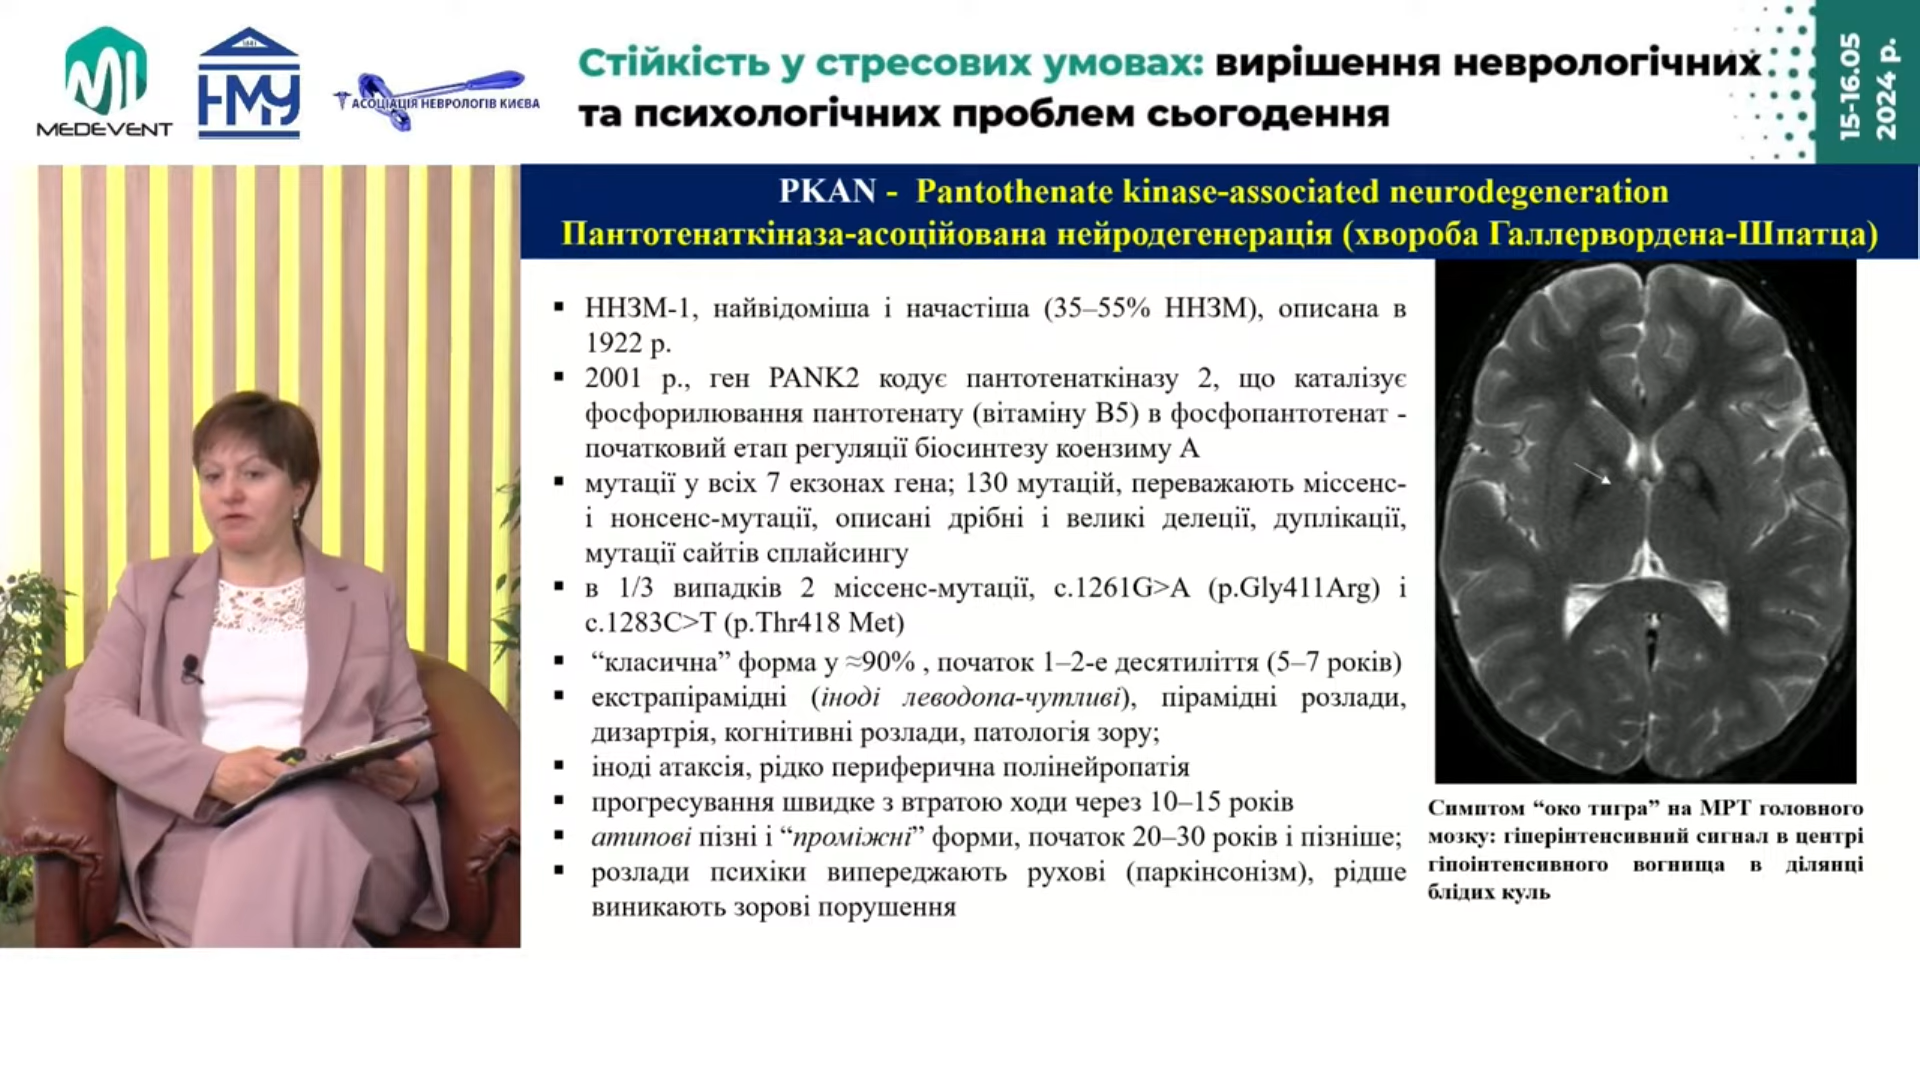 MEDEVENT
1841
НМУ
АСОЦІАЦІЯ НЕВРОЛОГІВ КИЄВА
Стійкість у стресових умовах: вирішення неврологічних
та психологічних проблем сьогодення
15-16.05
2024 р.
PKAN - Pantothenate kinase-associated neurodegeneration
Пантотенаткіназа-асоційована нейродегенерація (хвороба Галлервордена-Шпатца)
▪ ННЗМ-1, найвідоміша і начастіша (35–55% ННЗМ), описана в
1922 р.
▪ 2001 р., ген PANK2 кодує пантотенаткіназу 2, що каталізує
фосфорилювання пантотенату (вітаміну В5) в фосфопантотенат -
початковий етап регуляції біосинтезу коензиму А
▪ мутації у всіх 7 екзонах гена; 130 мутацій, переважають міссенс-
і нонсенс-мутації, описані дрібні і великі делеції, дуплікації,
мутації сайтів сплайсингу
▪ в 1/3 випадків 2 міссенс-мутації, c.1261G>A (p.Gly411Arg) і
c.1283C>T (p.Thr418 Met)
▪ “класична” форма у ≈90% , початок 1–2-е десятиліття (5–7 років)
▪ екстрапірамідні (іноді леводопа-чутливі), пірамідні розлади,
дизартрія, когнітивні розлади, патологія зору;
▪ іноді атаксія, рідко периферична полінейропатія
▪ прогресування швидке з втратою ходи через 10–15 років
▪ атипові пізні і “проміжні” форми, початок 20–30 років і пізніше;
▪ розлади психіки випереджають рухові (паркінсонізм), рідше
виникають зорові порушення
Симптом “око тигра” на МРТ головного
мозку: гіперінтенсивний сигнал в центрі
гіпоінтенсивного вогнища в ділянці
блідих куль